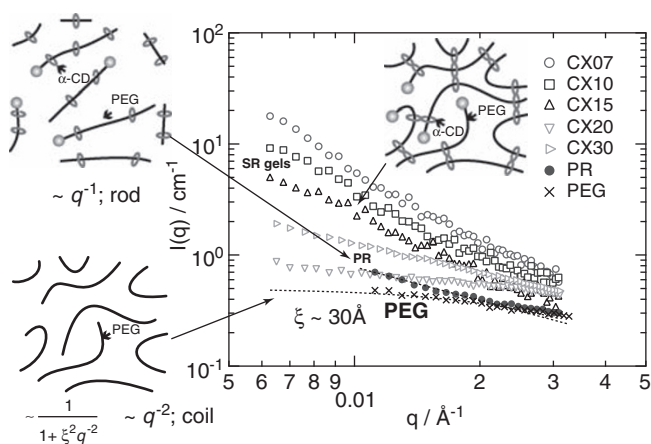 α-CD
PEG
~ q⁻¹; rod
PEG
~ 1/(1+ ξ²q⁻²) ~ q⁻²; coil
I(q) / cm⁻¹
10²
10¹
10⁰
10⁻¹
SR gels
PR
PEG
ξ ~ 30Å
PEG
α-CD
CX07
CX10
CX15
CX20
CX30
PR
PEG
5 6 7 8 9 0.01 2 3 4 5
q / Å⁻¹